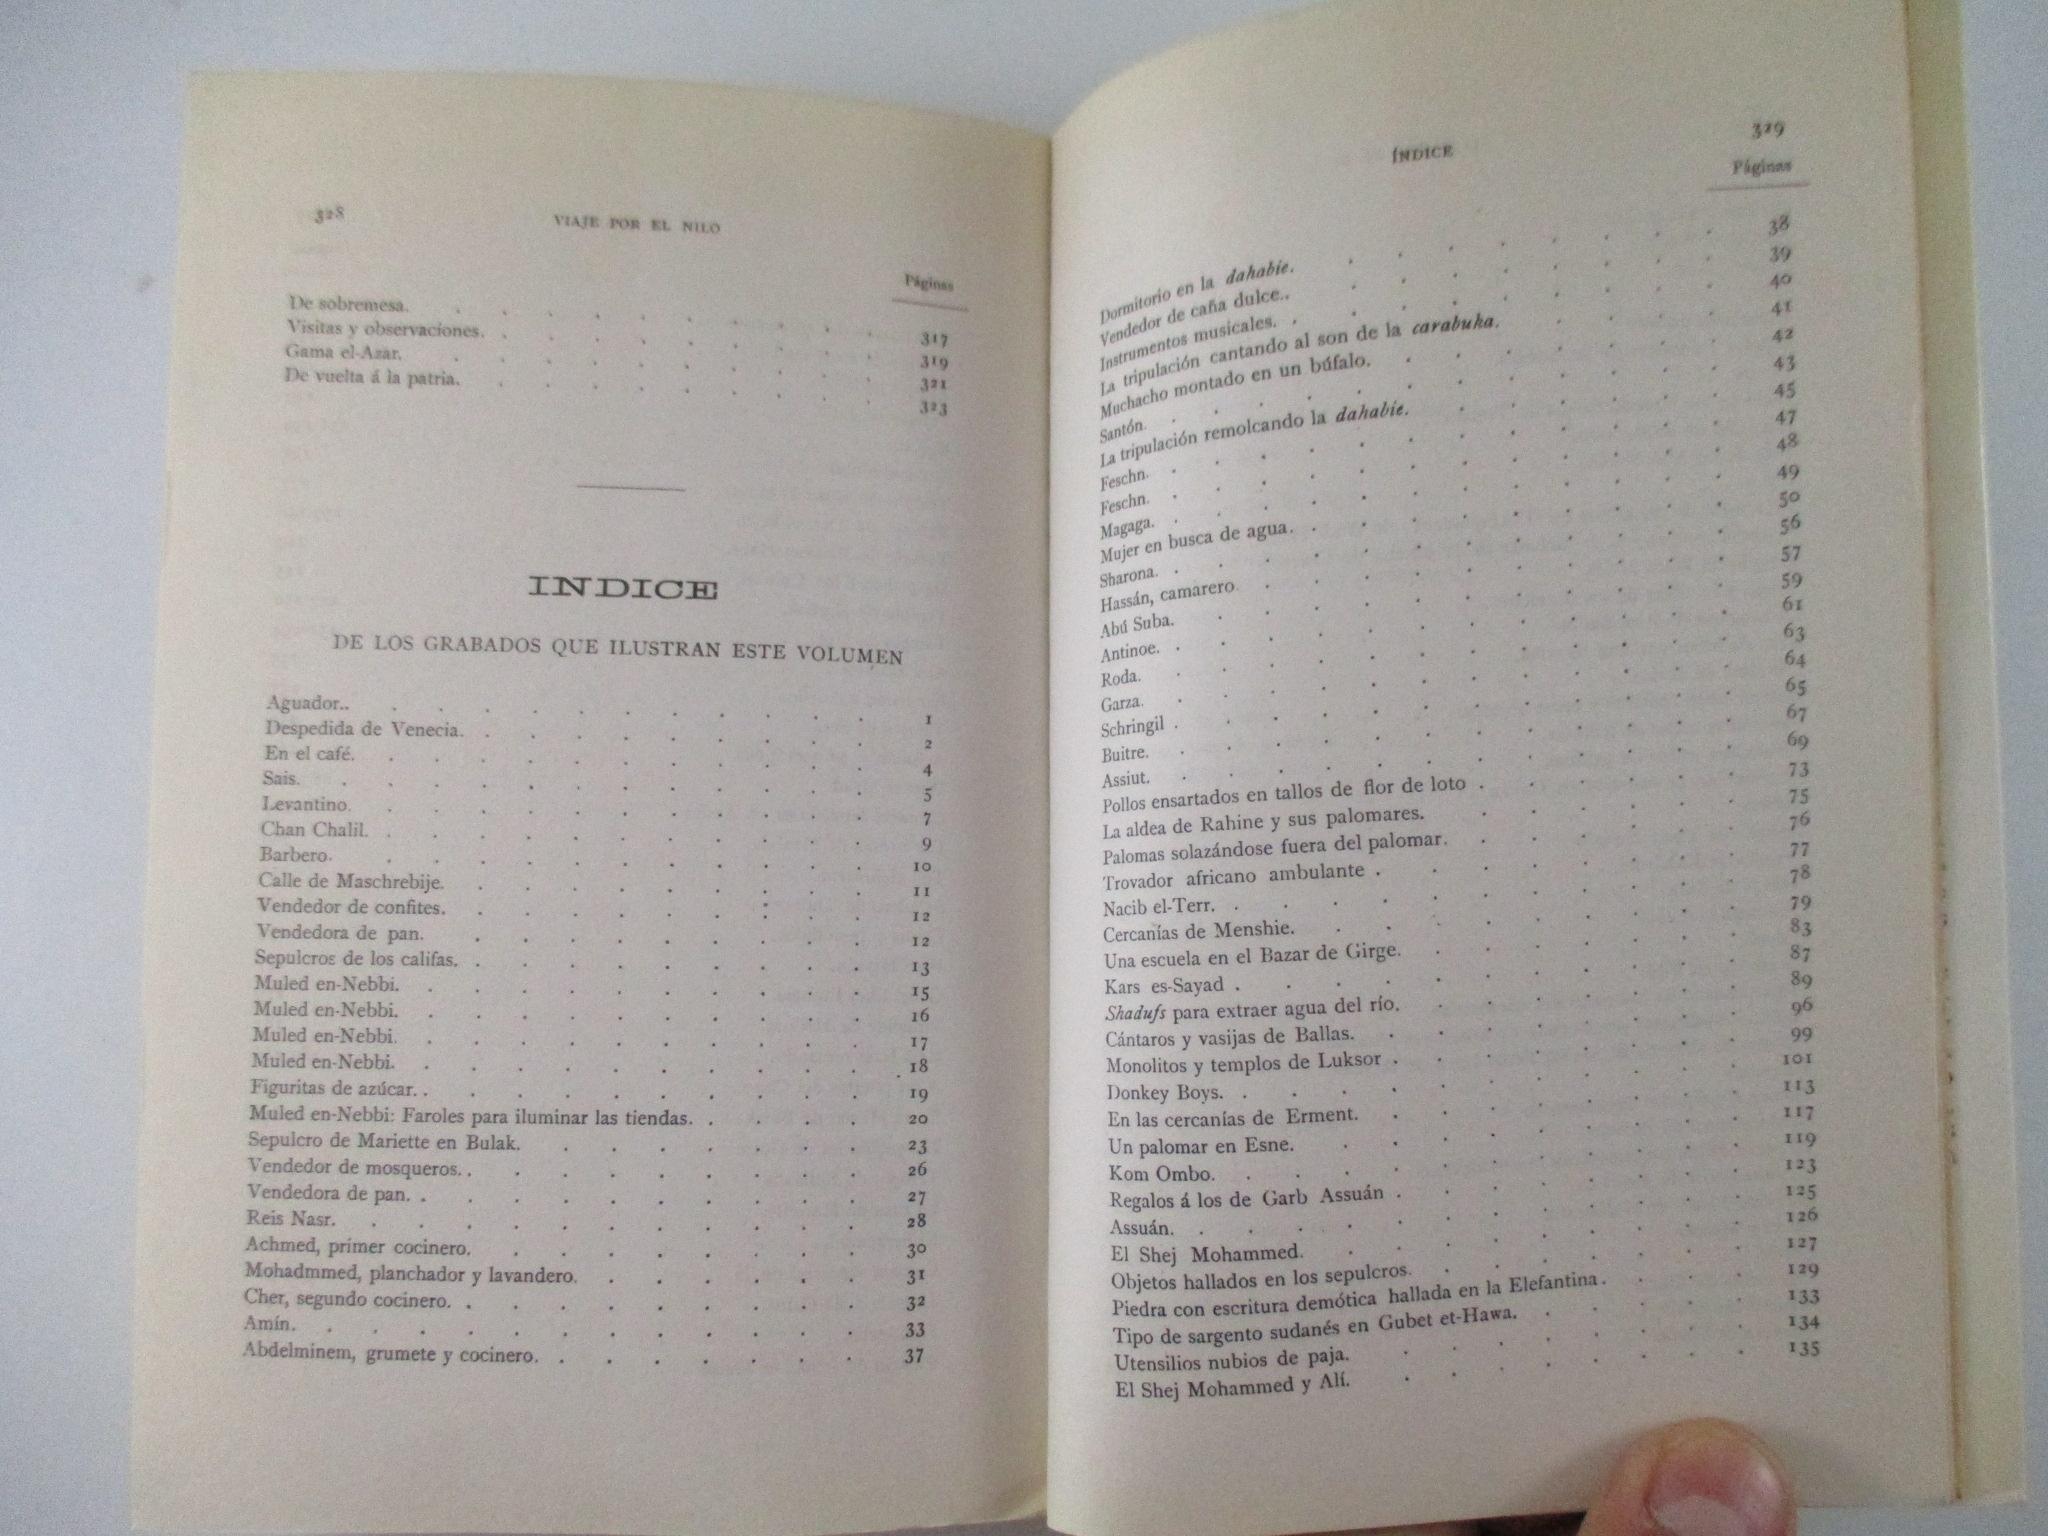 328 VIAJE POR EL NILO
Páginas
De sobremesa. 317
Visitas y observaciones. 319
Gama el-Azar. 321
De vuelta á la patria. 323
INDICE
DE LOS GRABADOS QUE ILUSTRAN ESTE VOLUMEN
Aguador.. 1
Despedida de Venecia. 2
En el café. 4
Sais. 5
Levantino. 7
Chan Chalil. 9
Barbero. 10
Calle de Maschrebije. 11
Vendedor de confites. 12
Vendedora de pan. 12
Sepulcros de los califas. 13
Muled en-Nebbi. 15
Muled en-Nebbi. 16
Muled en-Nebbi. 17
Muled en-Nebbi. 18
Figuritas de azúcar. 19
Muled en-Nebbi: Faroles para iluminar las tiendas. 20
Sepulcro de Mariette en Bulak. 23
Vendedor de mosqueros. 26
Vendedora de pan. 27
Reis Nasr. 28
Achmed, primer cocinero. 30
Mohadmmed, planchador y lavandero. 31
Cher, segundo cocinero. 32
Amín. 33
Abdelminem, grumete y cocinero. 37
ÍNDICE 329
Páginas
Dormitorio en la dahabie. 38
Vendedor de caña dulce.. 39
Instrumentos musicales. 40
La tripulación cantando al son de la carabuka. 41
Muchacho montado en un búfalo. 42
Santón. 43
La tripulación remolcando la dahabie. 45
Feschn. 47
Feschn. 48
Magaga. 49
Mujer en busca de agua. 50
Sharona. 56
Hassán, camarero. 57
Abú Suba. 59
Antinoe. 61
Roda. 63
Garza. 64
Schringil. 65
Buitre. 67
Assiut. 69
Pollos ensartados en tallos de flor de loto. 73
La aldea de Rahine y sus palomares. 75
Palomas solazándose fuera del palomar. 76
Trovador africano ambulante. 77
Nacib el-Terr. 78
Cercanías de Menshie. 79
Una escuela en el Bazar de Girge. 83
Kars es-Sayad. 87
Shadufs para extraer agua del río. 89
Cántaros y vasijas de Ballas. 96
Monolitos y templos de Luksor. 99
Donkey Boys. 101
En las cercanías de Erment. 113
Un palomar en Esne. 117
Kom Ombo. 119
Regalos á los de Garb Assuán. 123
Assuán. 125
El Shej Mohammed. 126
Objetos hallados en los sepulcros. 127
Piedra con escritura demótica hallada en la Elefantina. 129
Tipo de sargento sudanés en Gubet et-Hawa. 133
Utensilios nubios de paja. 134
El Shej Mohammed y Alí. 135